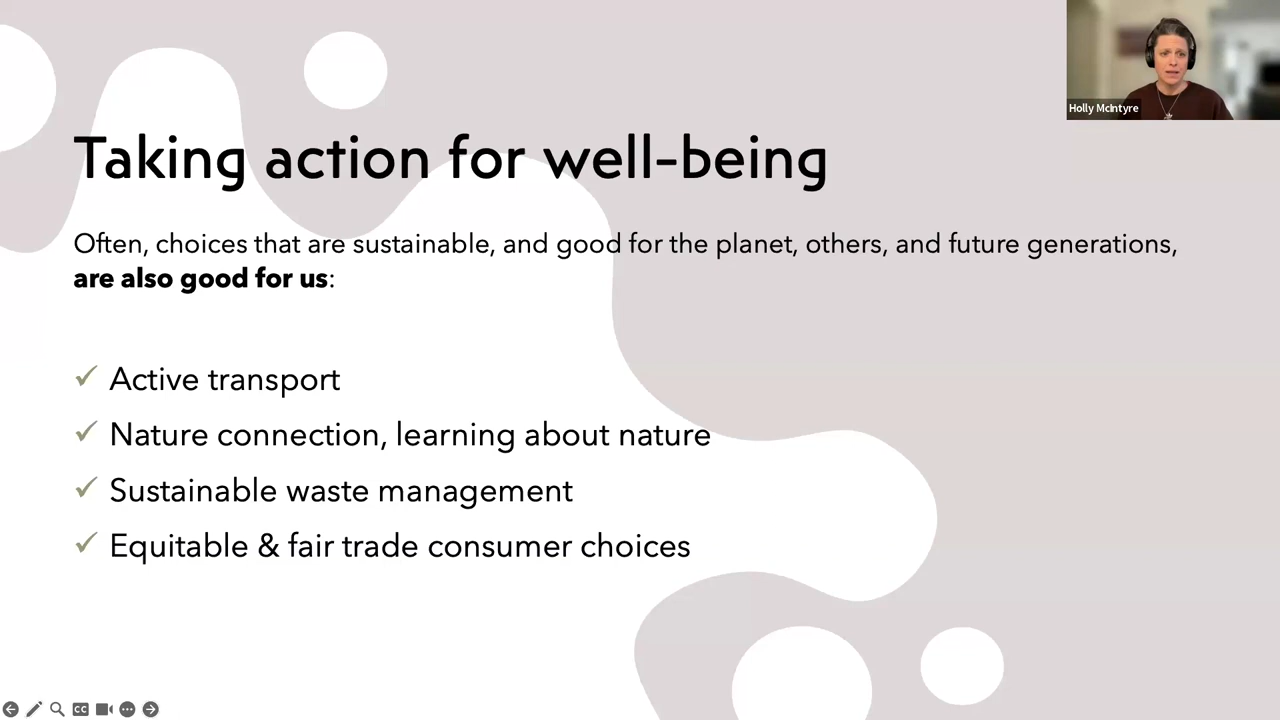 Holly McIntyre
Taking action for well-being
Often, choices that are sustainable, and good for the planet, others, and future generations,
are also good for us:
✓ Active transport
✓ Nature connection, learning about nature
✓ Sustainable waste management
✓ Equitable & fair trade consumer choices
CC